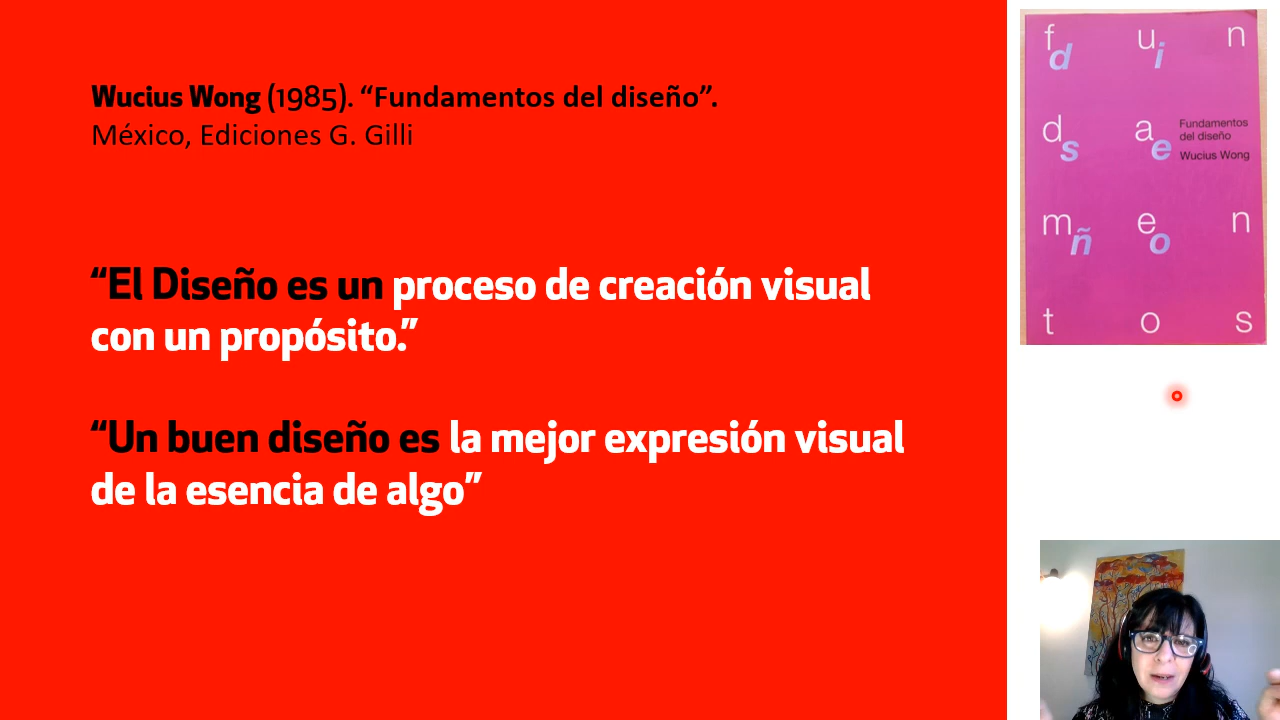 Wucius Wong (1985). “Fundamentos del diseño”.
México, Ediciones G. Gilli
“El Diseño es un proceso de creación visual
con un propósito.”
“Un buen diseño es la mejor expresión visual
de la esencia de algo”
f u n
d i
d a
s e
Fundamentos
del diseño
Wucius Wong
m e n
ñ o
t o s